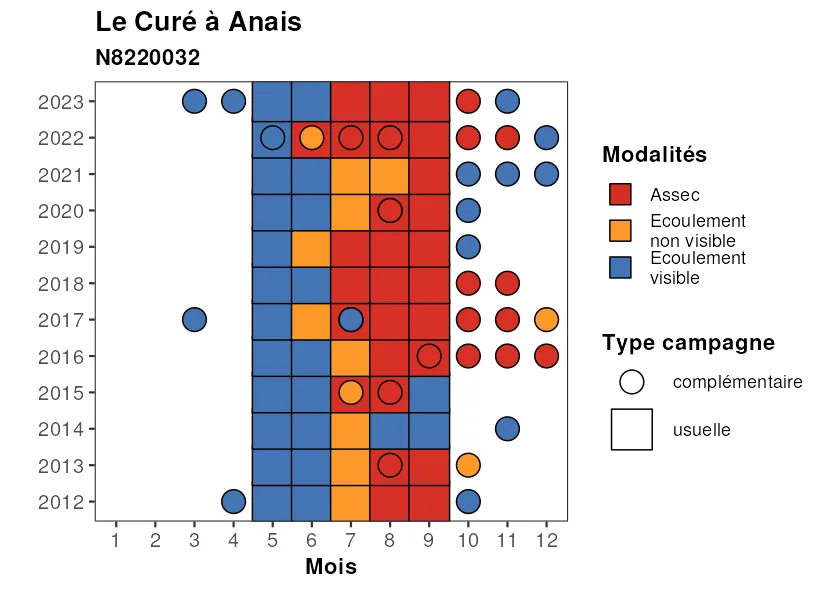 Le Curé à Anais
N8220032
2023
2022
2021
2020
2019
2018
2017
2016
2015
2014
2013
2012
1 2 3 4 5 6 7 8 9 10 11 12
Mois
Modalités
Assec
Ecoulement
non visible
Ecoulement
visible
Type campagne
complémentaire
usuelle